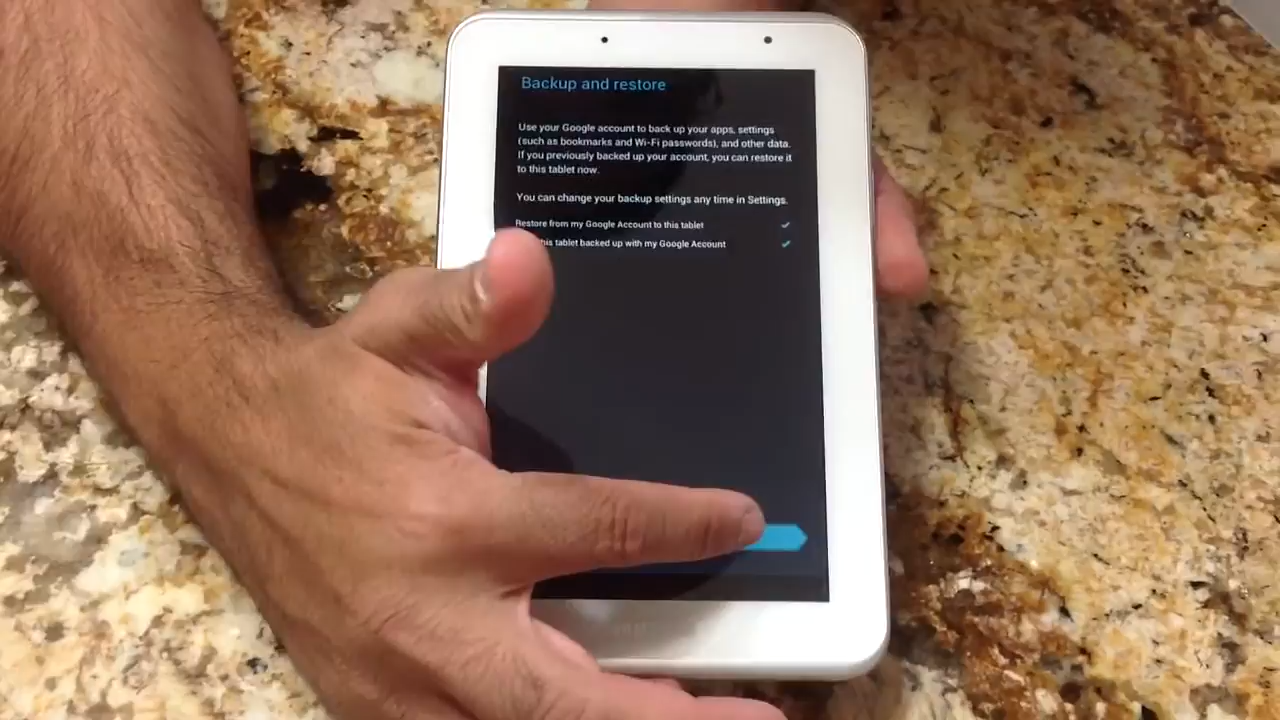 Backup and restore
Use your Google account to back up your apps, settings
(such as bookmarks and Wi-Fi passwords), and other data.
If you previously backed up your account, you can restore it
to this tablet now.
You can change your backup settings any time in Settings.
Restore from my Google Account to this tablet
this tablet backed up with my Google Account